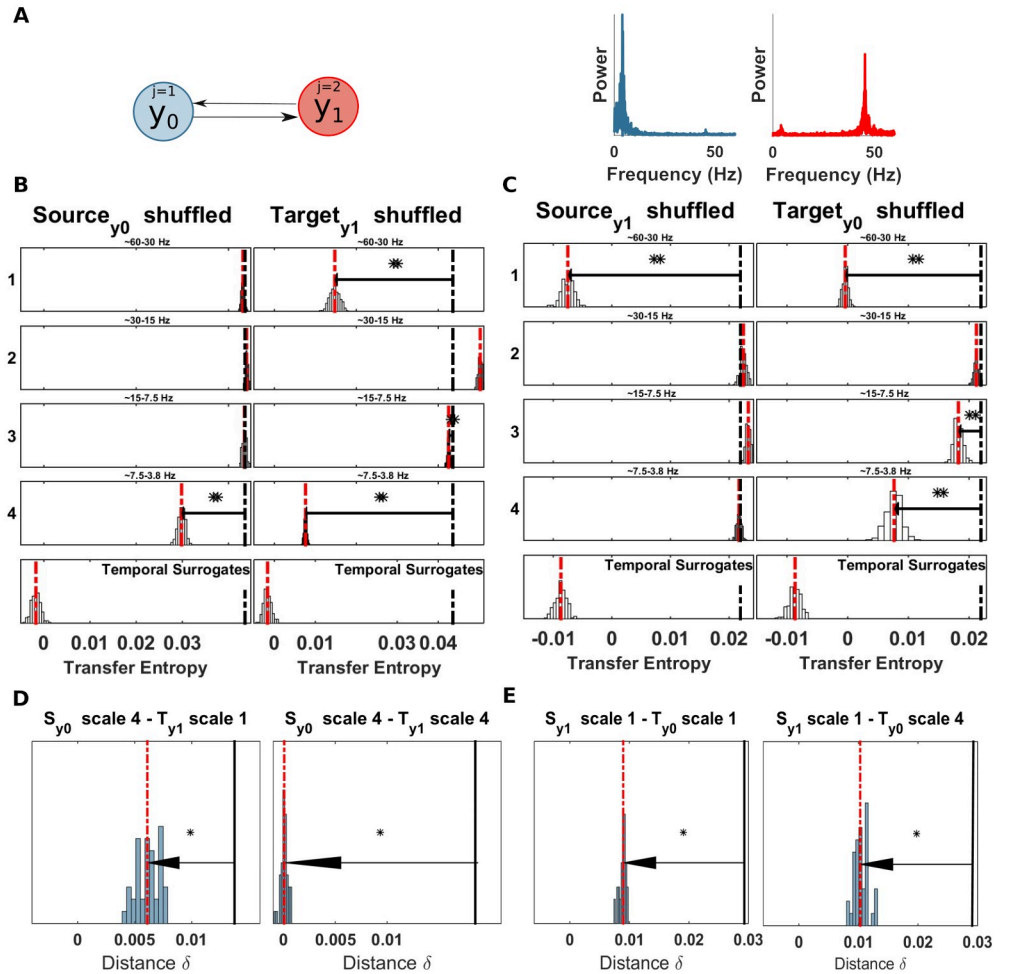 A
j=1
y0
j=2
y1
Power
0 50
Frequency (Hz)
Power
0 50
Frequency (Hz)
B
Source y0 shuffled
Target y1 shuffled
1
~60-30 Hz
**
~60-30 Hz
2
~30-15 Hz
~30-15 Hz
3
~15-7.5 Hz
~15-7.5 Hz
**
4
~7.5-3.8 Hz
**
~7.5-3.8 Hz
**
Temporal Surrogates
Temporal Surrogates
0 0.01 0.03
0 0.01 0.03 0.04
Transfer Entropy
Transfer Entropy
C
Source y1 shuffled
Target y0 shuffled
1
~60-30 Hz
**
~60-30 Hz
**
2
~30-15 Hz
~30-15 Hz
3
~15-7.5 Hz
~15-7.5 Hz
**
4
~7.5-3.8 Hz
~7.5-3.8 Hz
**
Temporal Surrogates
Temporal Surrogates
-0.01 0 0.01 0.02
-0.01 0 0.01 0.02
Transfer Entropy
Transfer Entropy
D
Sy0 scale 4 - Ty1 scale 1
*
0 0.005 0.01
Distance δ
Sy0 scale 4 - Ty1 scale 4
*
0 0.005 0.01
Distance δ
E
Sy1 scale 1 - Ty0 scale 1
*
0 0.01 0.02 0.03
Distance δ
Sy1 scale 1 - Ty0 scale 4
*
0 0.01 0.02 0.03
Distance δ